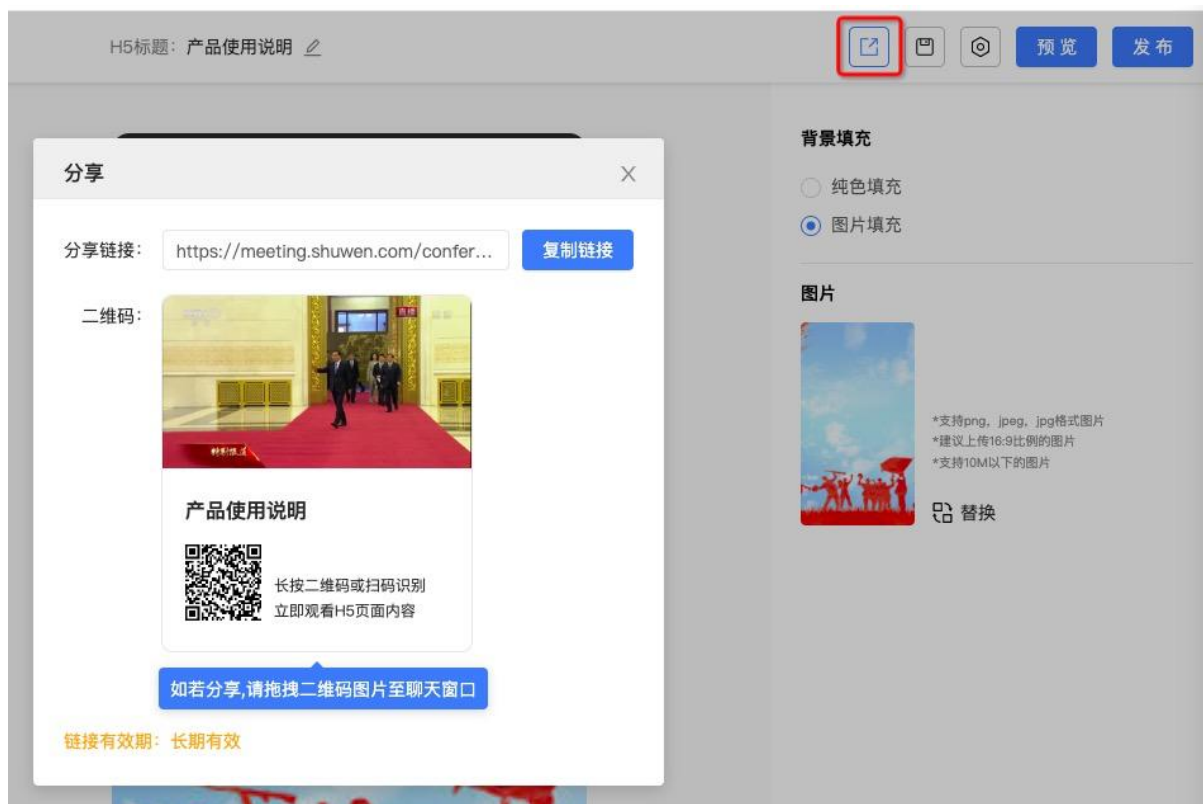 H5标题：产品使用说明
预览
发布
分享
X
分享链接：
https://meeting.shuwen.com/confer...
复制链接
二维码：
直播
特别报道
产品使用说明
长按二维码或扫码识别
立即观看H5页面内容
如若分享,请拖拽二维码图片至聊天窗口
链接有效期：长期有效
背景填充
纯色填充
图片填充
图片
*支持png，jpeg，jpg格式图片
*建议上传16:9比例的图片
*支持10M以下的图片
替换